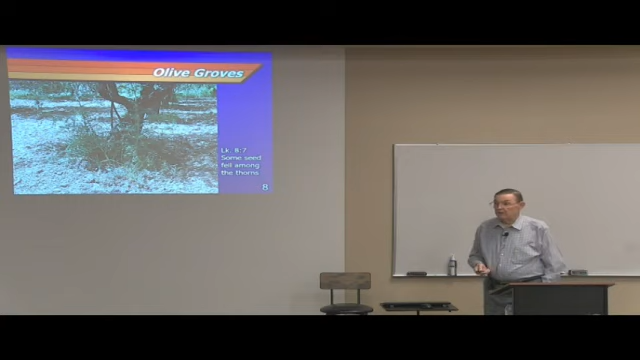 Olive Groves
Lk. 8:7
Some seed
fell among
the thorns
8